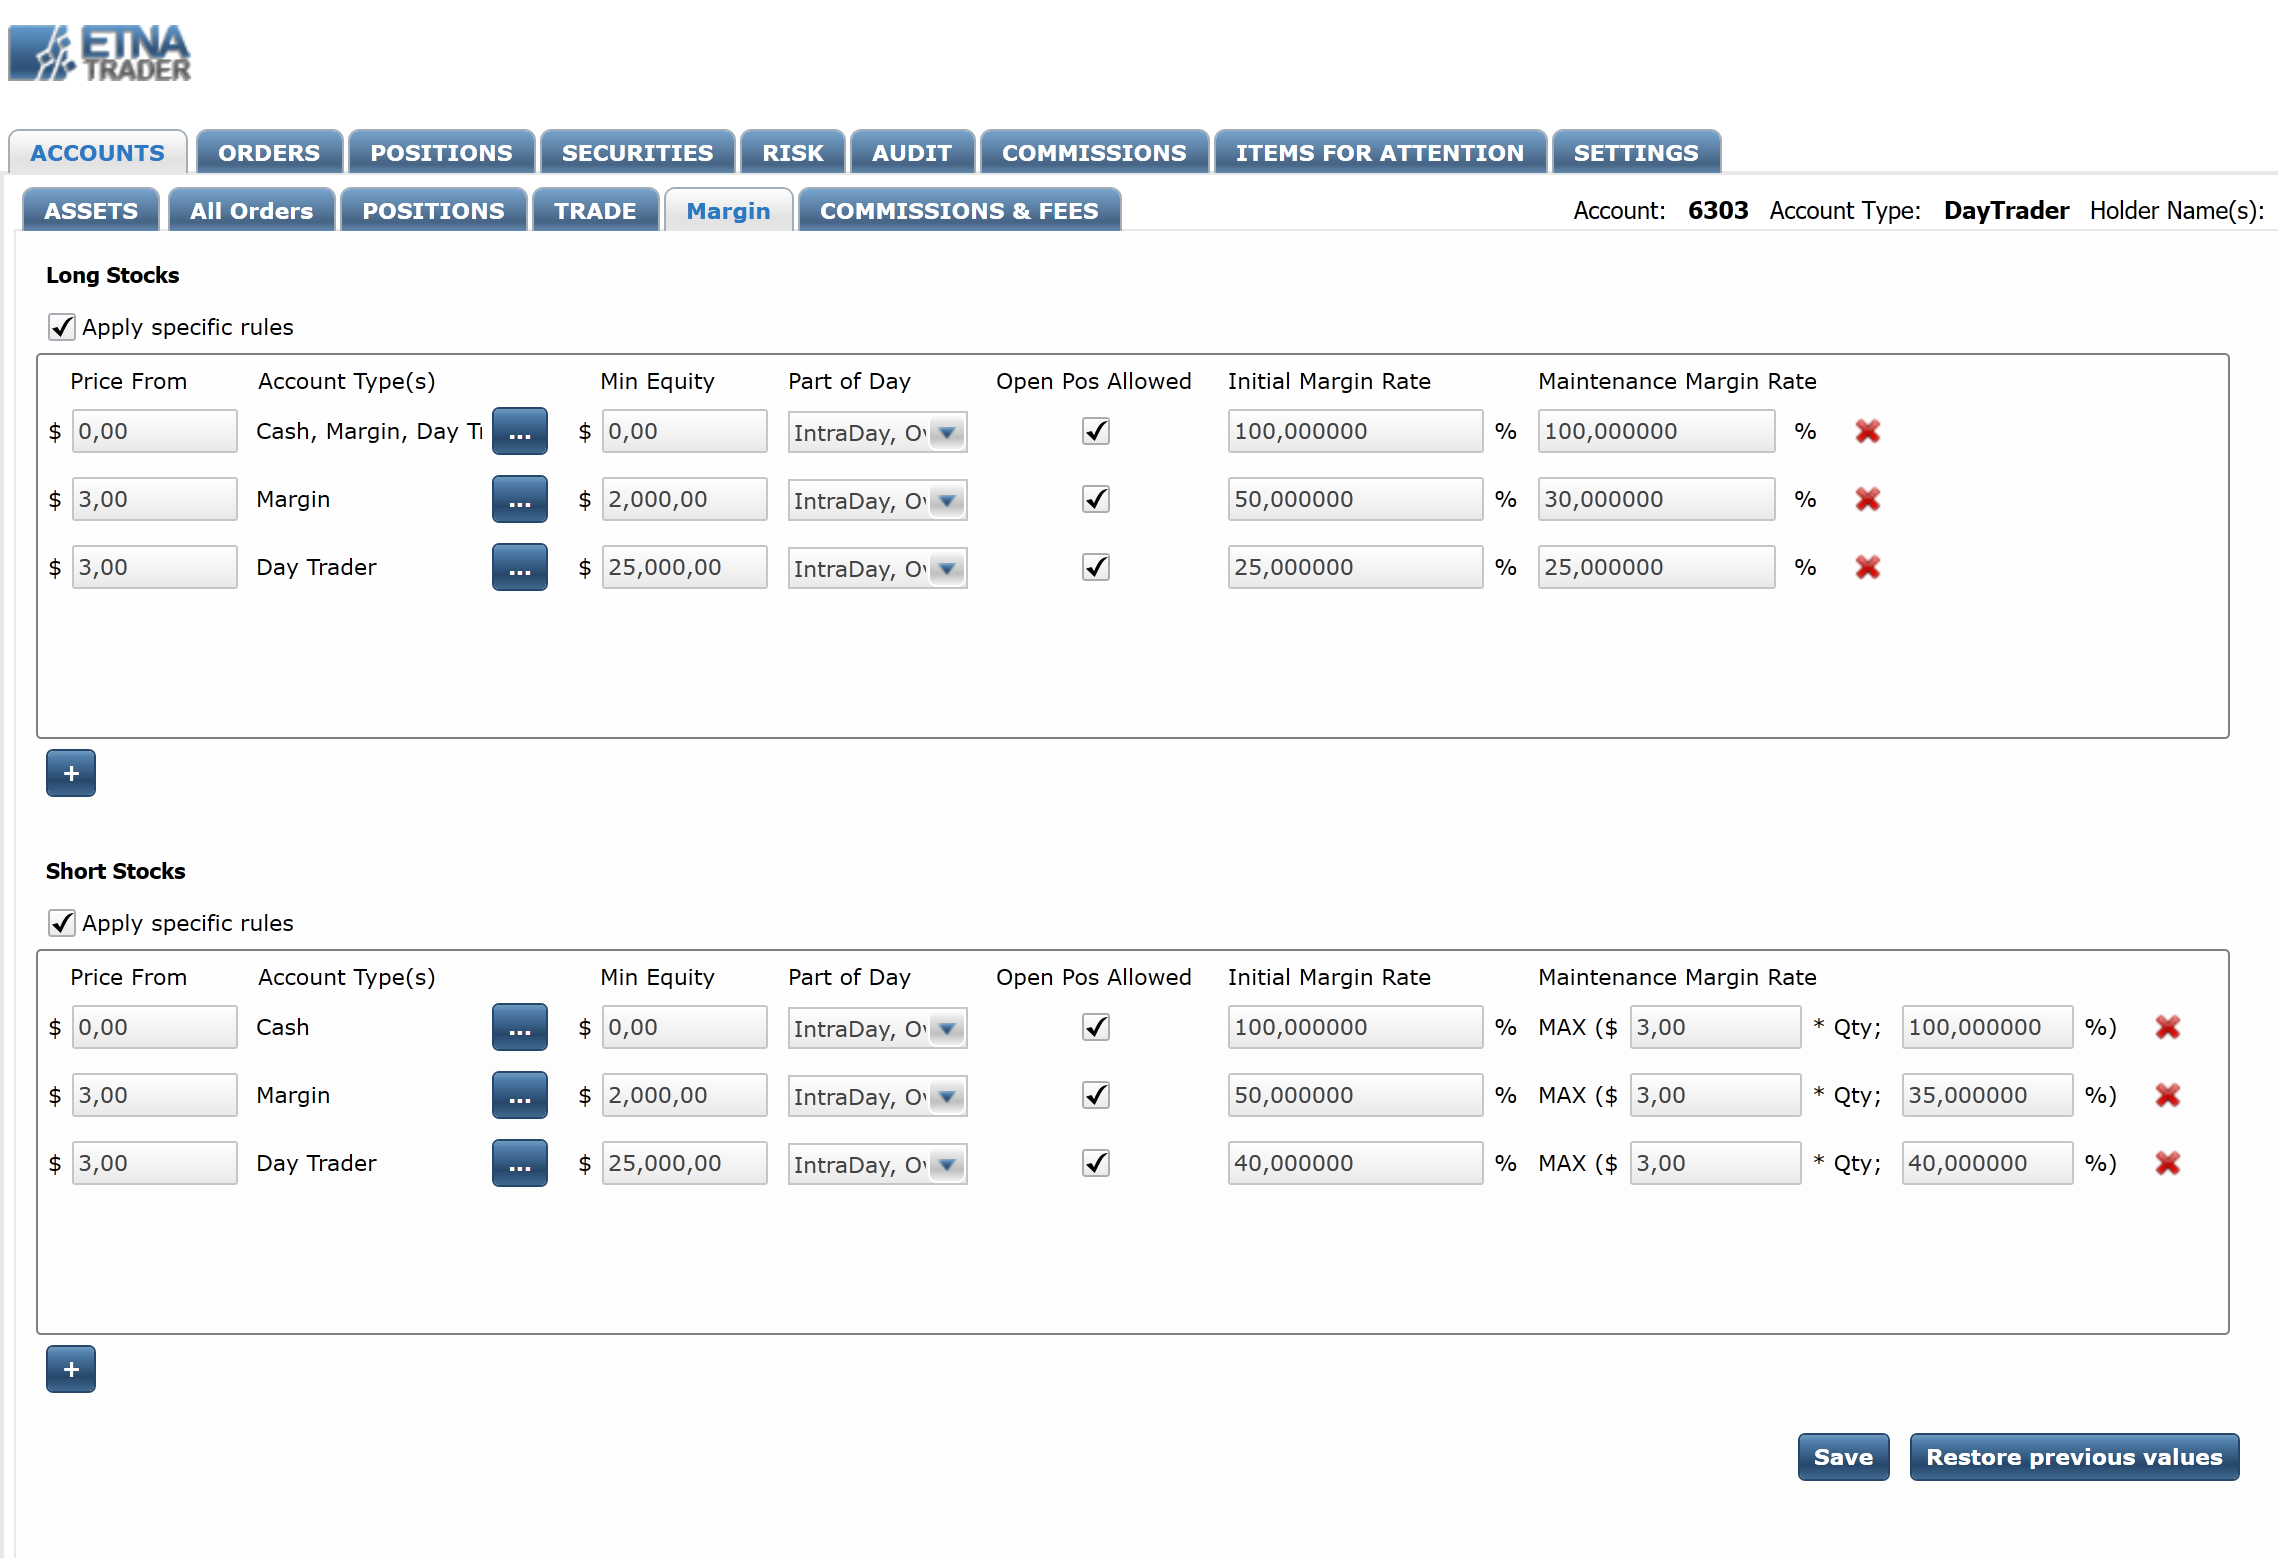 ETNA
TRADER
ACCOUNTS ORDERS POSITIONS SECURITIES RISK AUDIT COMMISSIONS ITEMS FOR ATTENTION SETTINGS
ASSETS All Orders POSITIONS TRADE Margin COMMISSIONS & FEES Account: 6303 Account Type: DayTrader Holder Name(s):
Long Stocks
Apply specific rules
Price From Account Type(s) Min Equity Part of Day Open Pos Allowed Initial Margin Rate Maintenance Margin Rate
$ 0,00 Cash, Margin, Day Tr ... $ 0,00 IntraDay, Ov 100,000000 % 100,000000 %
$ 3,00 Margin ... $ 2,000,00 IntraDay, Ov 50,000000 % 30,000000 %
$ 3,00 Day Trader ... $ 25,000,00 IntraDay, Ov 25,000000 % 25,000000 %
+
Short Stocks
Apply specific rules
Price From Account Type(s) Min Equity Part of Day Open Pos Allowed Initial Margin Rate Maintenance Margin Rate
$ 0,00 Cash ... $ 0,00 IntraDay, Ov 100,000000 % MAX ($ 3,00 * Qty; 100,000000 %)
$ 3,00 Margin ... $ 2,000,00 IntraDay, Ov 50,000000 % MAX ($ 3,00 * Qty; 35,000000 %)
$ 3,00 Day Trader ... $ 25,000,00 IntraDay, Ov 40,000000 % MAX ($ 3,00 * Qty; 40,000000 %)
+
Save Restore previous values